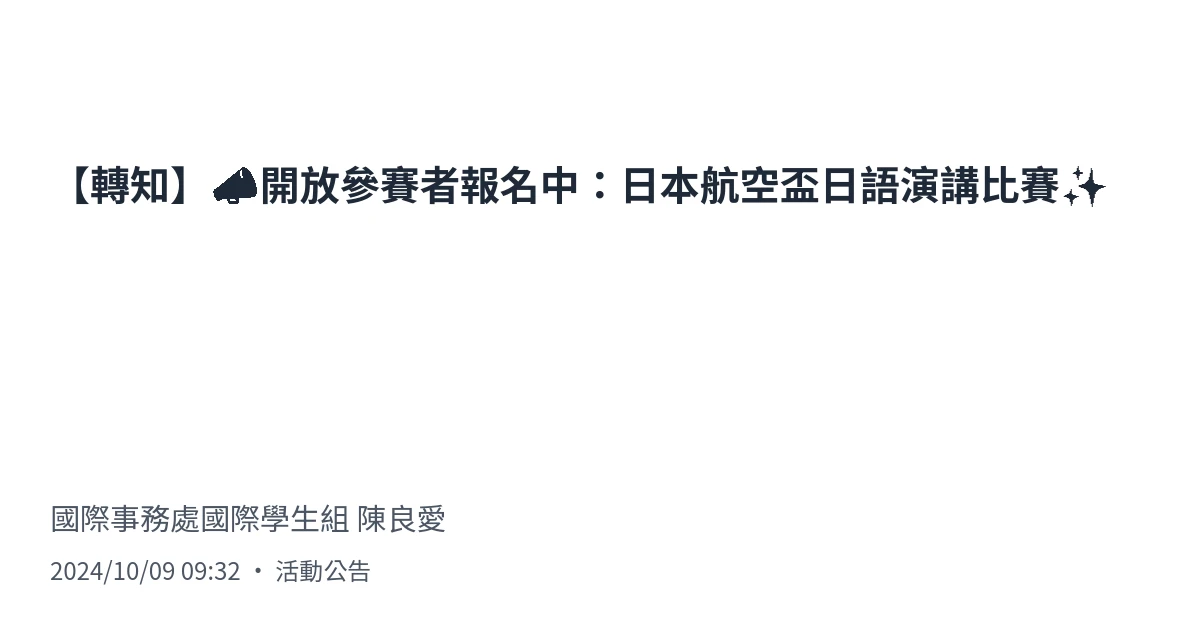 【轉知】📣開放參賽者報名中：日本航空盃日語演講比賽✨
國際事務處國際學生組 陳良愛
2024/10/09 09:32 ・ 活動公告